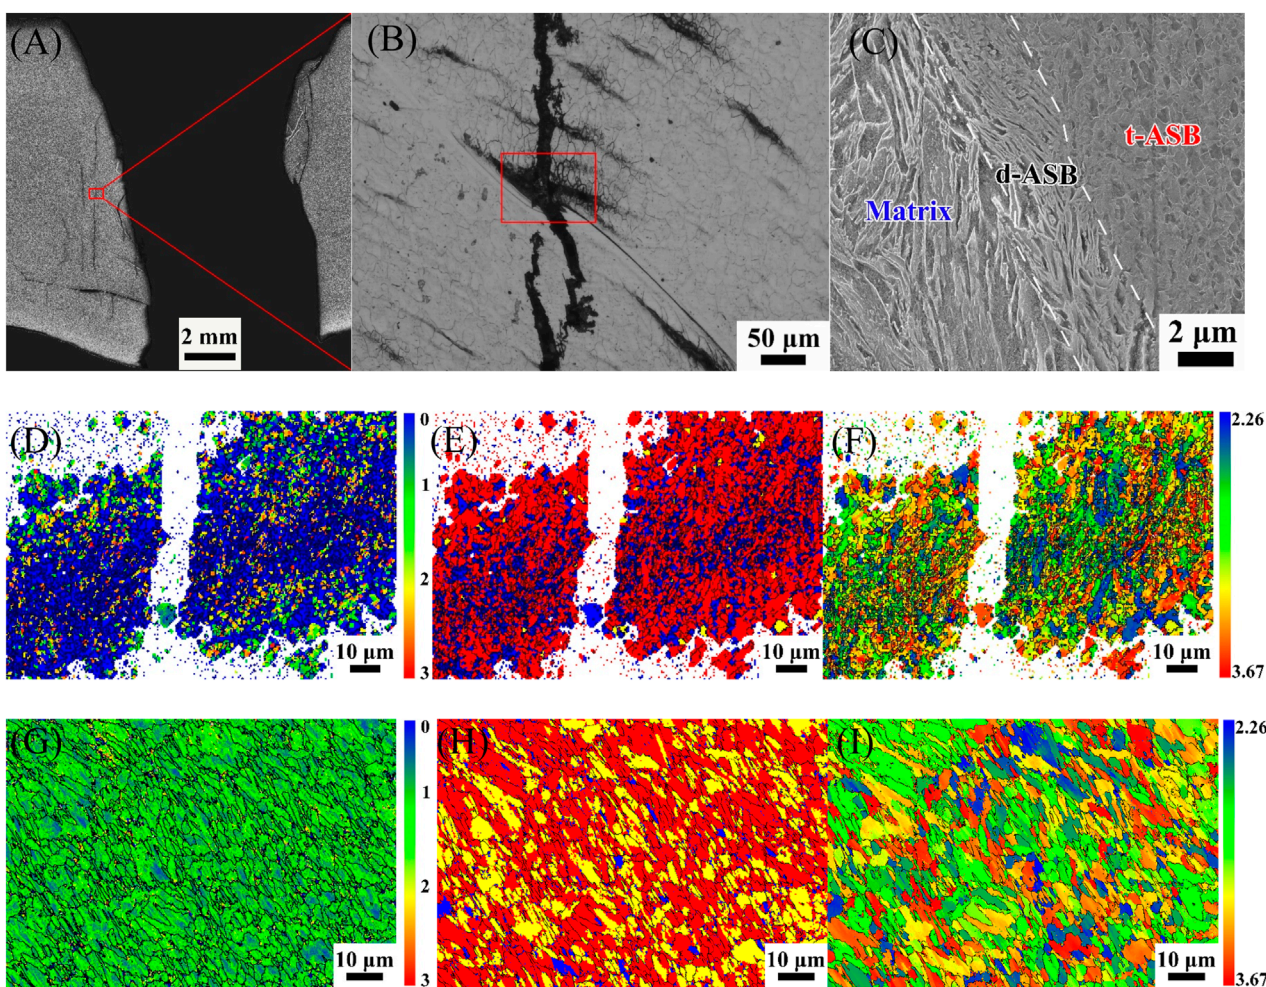 (A)
2 mm
(B)
50 μm
(C)
Matrix
d-ASB
t-ASB
2 μm
(D)
10 μm
0
1
2
3
(E)
10 μm
(F)
10 μm
2.26
3.67
(G)
10 μm
0
1
2
3
(H)
10 μm
(I)
10 μm
2.26
3.67